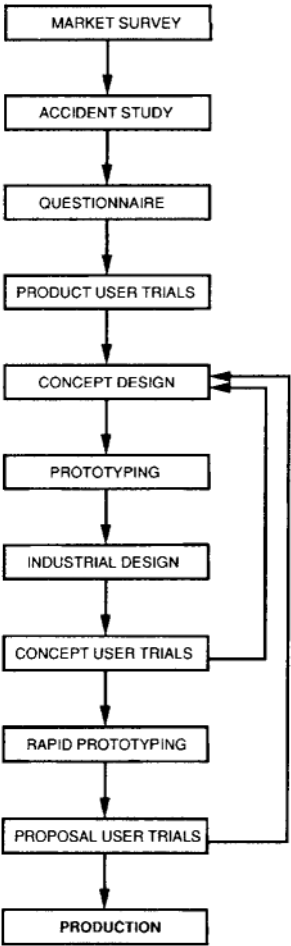 MARKET SURVEY
ACCIDENT STUDY
QUESTIONNAIRE
PRODUCT USER TRIALS
CONCEPT DESIGN
PROTOTYPING
INDUSTRIAL DESIGN
CONCEPT USER TRIALS
RAPID PROTOTYPING
PROPOSAL USER TRIALS
PRODUCTION